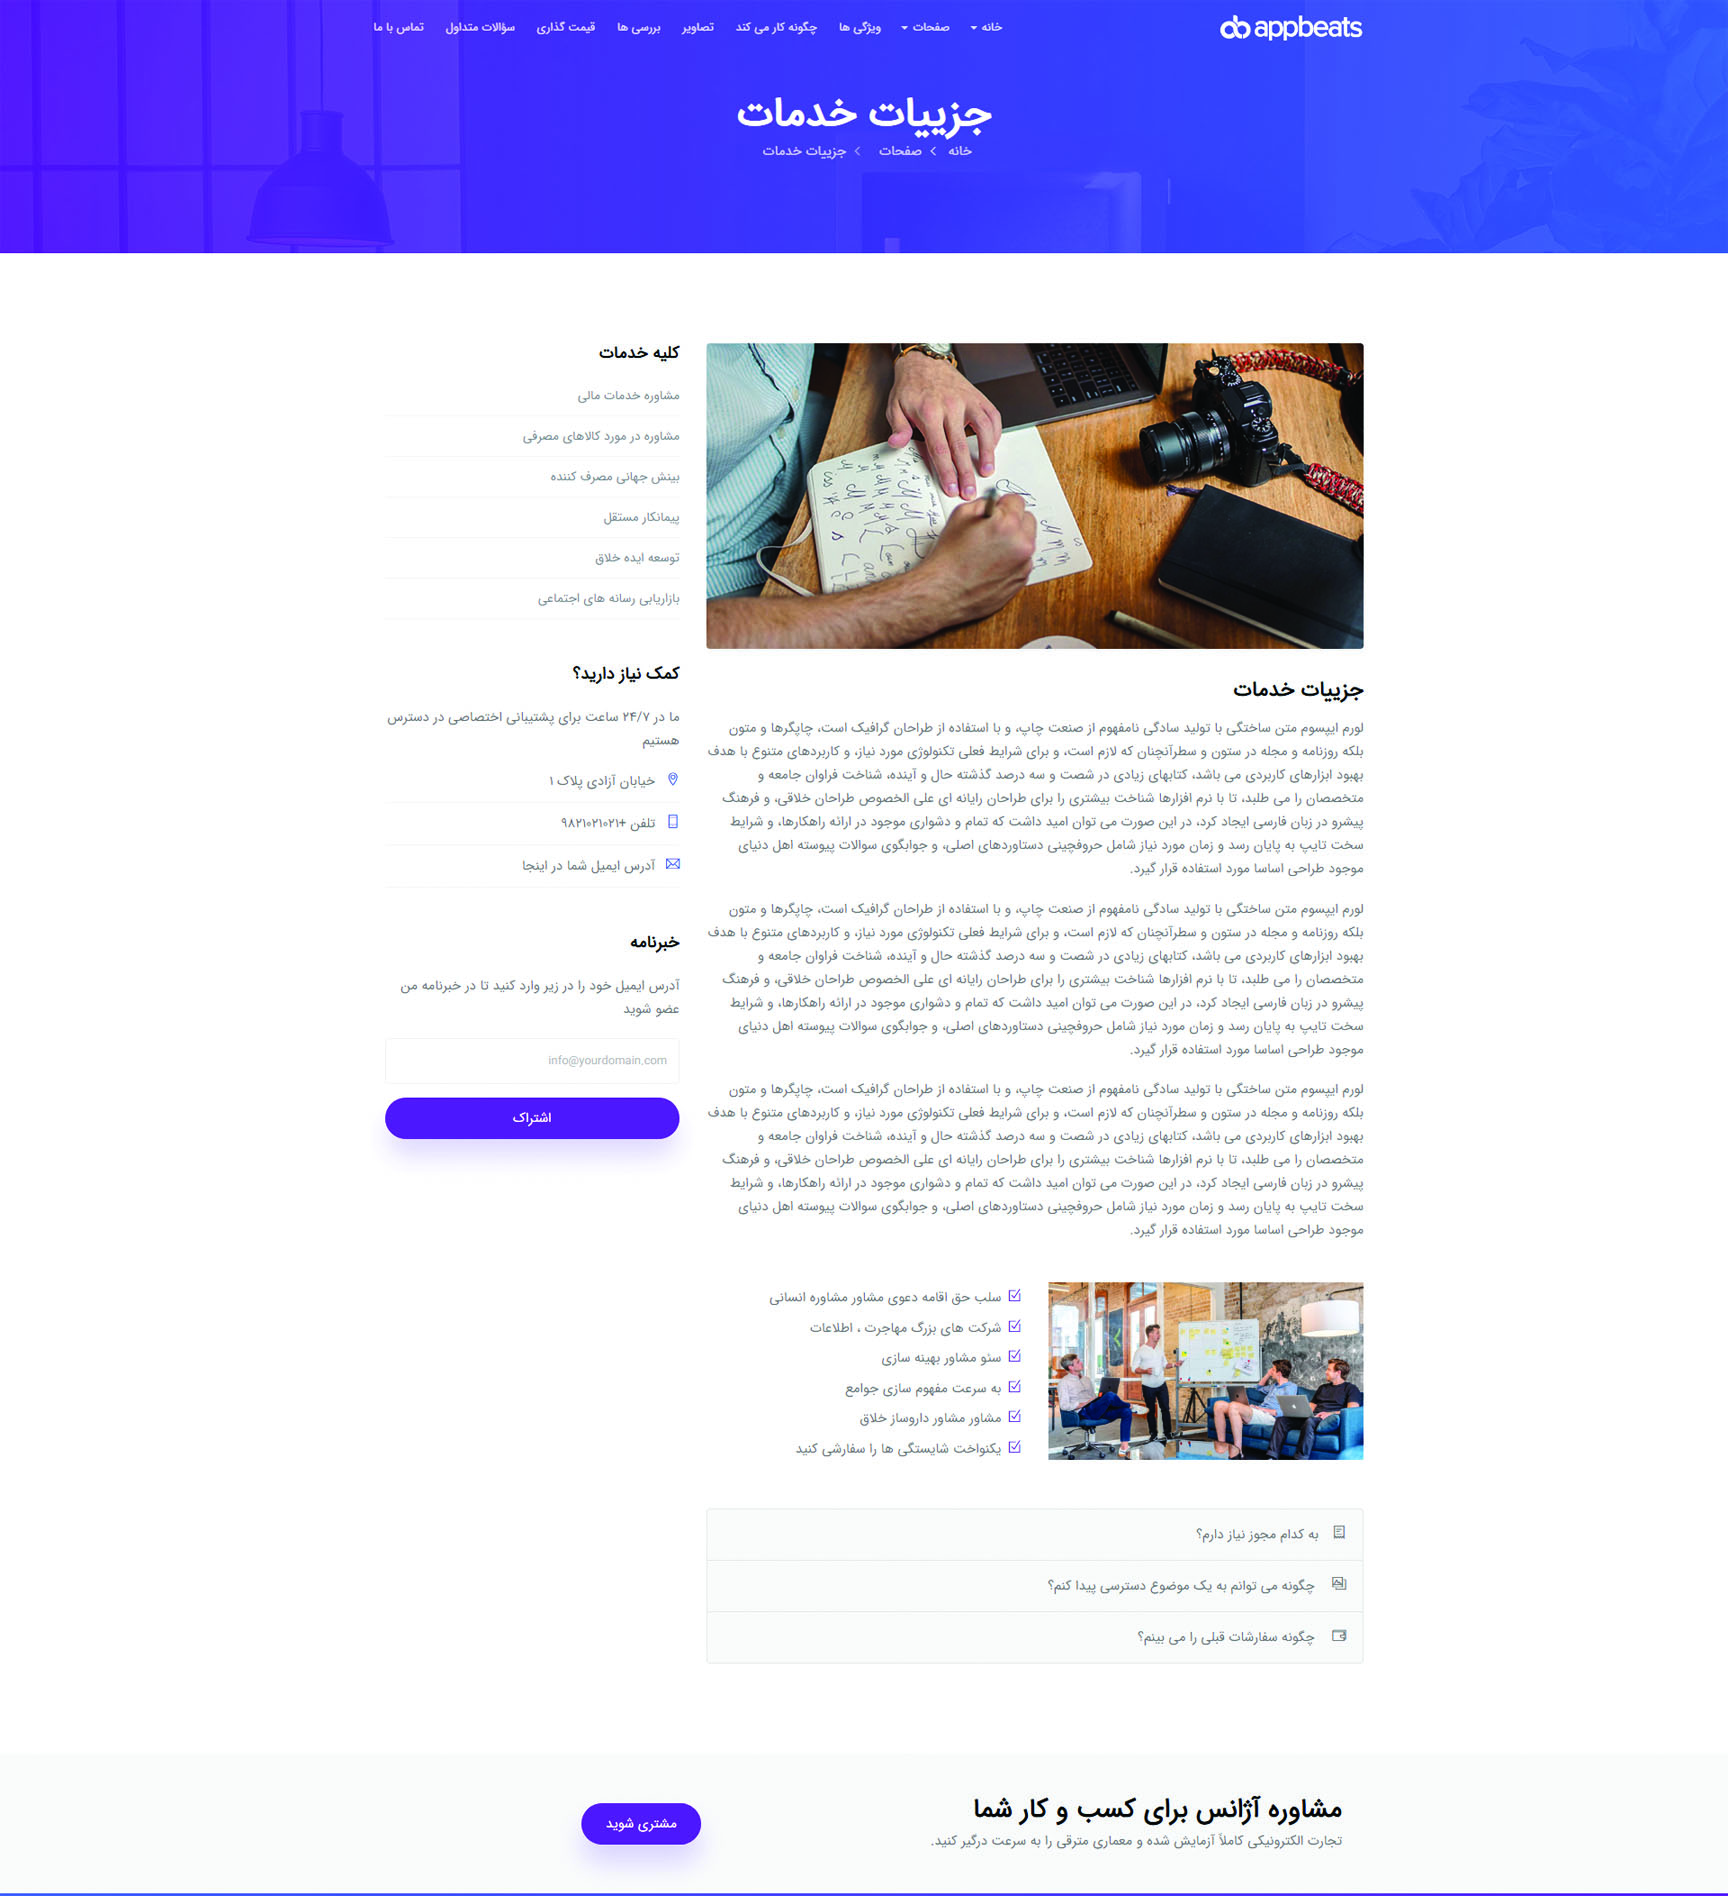 appbeats
خانه
صفحات
ویژگی ها
چگونه کار می کند
تصاویر
بررسی ها
قیمت گذاری
سؤالات متداول
تماس با ما
جزییات خدمات
خانه
صفحات
جزییات خدمات
جزییات خدمات
لورم ایپسوم متن ساختگی با تولید سادگی نامفهوم از صنعت چاپ، و با استفاده از طراحان گرافیک است، چاپگرها و متون
بلکه روزنامه و مجله در ستون و سطرآنچنان که لازم است، و برای شرایط فعلی تکنولوژی مورد نیاز، و کاربردهای متنوع با هدف
بهبود ابزارهای کاربردی می باشد، کتابهای زیادی در شصت و سه درصد گذشته حال و آینده، شناخت فراوان جامعه و
متخصصان را می طلبد، تا با نرم افزارها شناخت بیشتری را برای طراحان رایانه ای علی الخصوص طراحان خلاقی، و فرهنگ
پیشرو در زبان فارسی ایجاد کرد، در این صورت می توان امید داشت که تمام و دشواری موجود در ارائه راهکارها، و شرایط
سخت تایپ به پایان رسد و زمان مورد نیاز شامل حروفچینی دستاوردهای اصلی، و جوابگوی سوالات پیوسته اهل دنیای
موجود طراحی اساسا مورد استفاده قرار گیرد.
لورم ایپسوم متن ساختگی با تولید سادگی نامفهوم از صنعت چاپ، و با استفاده از طراحان گرافیک است، چاپگرها و متون
بلکه روزنامه و مجله در ستون و سطرآنچنان که لازم است، و برای شرایط فعلی تکنولوژی مورد نیاز، و کاربردهای متنوع با هدف
بهبود ابزارهای کاربردی می باشد، کتابهای زیادی در شصت و سه درصد گذشته حال و آینده، شناخت فراوان جامعه و
متخصصان را می طلبد، تا با نرم افزارها شناخت بیشتری را برای طراحان رایانه ای علی الخصوص طراحان خلاقی، و فرهنگ
پیشرو در زبان فارسی ایجاد کرد، در این صورت می توان امید داشت که تمام و دشواری موجود در ارائه راهکارها، و شرایط
سخت تایپ به پایان رسد و زمان مورد نیاز شامل حروفچینی دستاوردهای اصلی، و جوابگوی سوالات پیوسته اهل دنیای
موجود طراحی اساسا مورد استفاده قرار گیرد.
لورم ایپسوم متن ساختگی با تولید سادگی نامفهوم از صنعت چاپ، و با استفاده از طراحان گرافیک است، چاپگرها و متون
بلکه روزنامه و مجله در ستون و سطرآنچنان که لازم است، و برای شرایط فعلی تکنولوژی مورد نیاز، و کاربردهای متنوع با هدف
بهبود ابزارهای کاربردی می باشد، کتابهای زیادی در شصت و سه درصد گذشته حال و آینده، شناخت فراوان جامعه و
متخصصان را می طلبد، تا با نرم افزارها شناخت بیشتری را برای طراحان رایانه ای علی الخصوص طراحان خلاقی، و فرهنگ
پیشرو در زبان فارسی ایجاد کرد، در این صورت می توان امید داشت که تمام و دشواری موجود در ارائه راهکارها، و شرایط
سخت تایپ به پایان رسد و زمان مورد نیاز شامل حروفچینی دستاوردهای اصلی، و جوابگوی سوالات پیوسته اهل دنیای
موجود طراحی اساسا مورد استفاده قرار گیرد.
سلب حق اقامه دعوی مشاور مشاوره انسانی
شرکت های بزرگ مهاجرت ، اطلاعات
سئو مشاور بهینه سازی
به سرعت مفهوم سازی جوامع
مشاور مشاور داروساز خلاق
یکنواخت شایستگی ها را سفارشی کنید
به کدام مجوز نیاز دارم؟
چگونه می توانم به یک موضوع دسترسی پیدا کنم؟
چگونه سفارشات قبلی را می بینم؟
کلیه خدمات
مشاوره خدمات مالی
مشاوره در مورد کالاهای مصرفی
بینش جهانی مصرف کننده
پیمانکار مستقل
توسعه ایده خلاق
بازاریابی رسانه های اجتماعی
کمک نیاز دارید؟
ما در ۲۴/۷ ساعت برای پشتیبانی اختصاصی در دسترس
هستیم
خیابان آزادی پلاک ۱
تلفن +۹۸۲۱۰۲۱۰۲۱
آدرس ایمیل شما در اینجا
خبرنامه
آدرس ایمیل خود را در زیر وارد کنید تا در خبرنامه من
عضو شوید
info@yourdomain.com
اشتراک
مشاوره آژانس برای کسب و کار شما
تجارت الکترونیکی کاملاً آزمایش شده و معماری مترقی را به سرعت درگیر کنید.
مشتری شوید